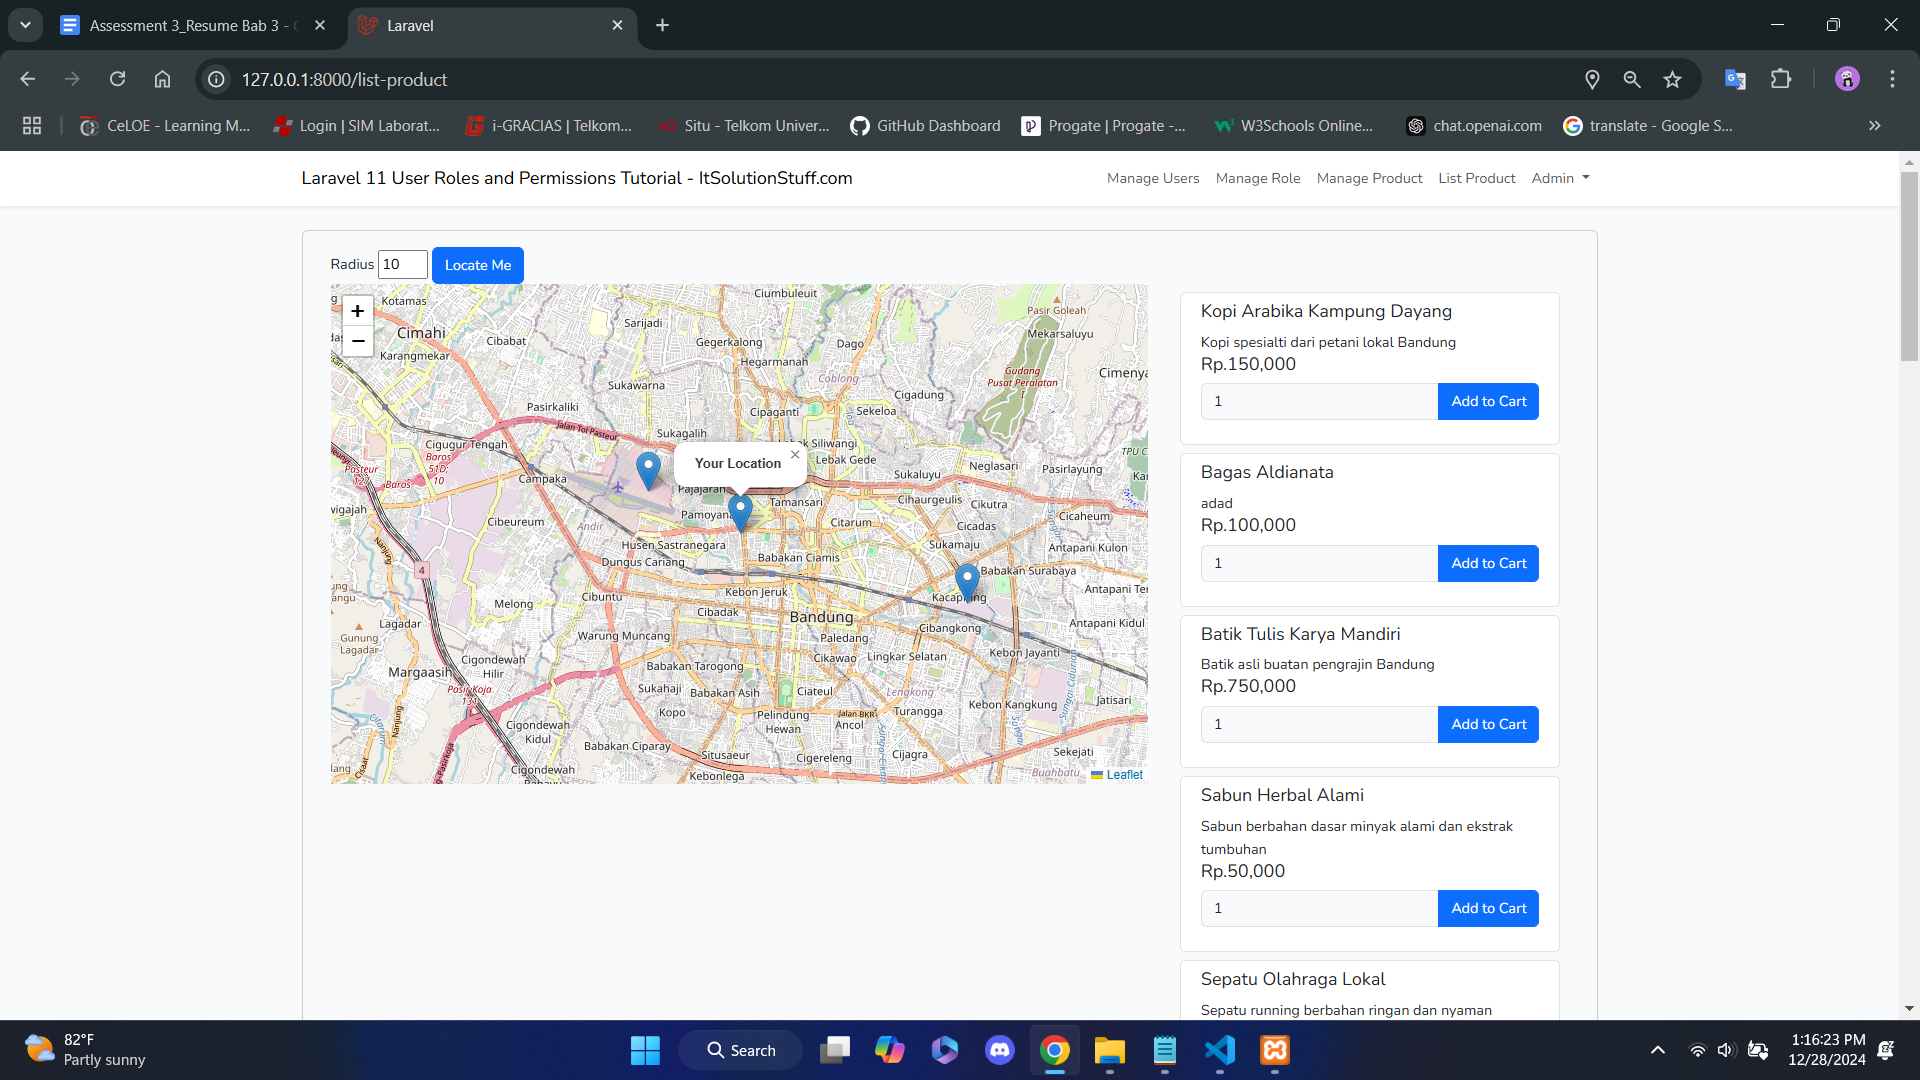 Assessment 3_Resume Bab 3 -
Laravel
127.0.0.1:8000/list-product
CeLOE - Learning M...
Login | SIM Laborat...
i-GRACIAS | Telkom...
Situ - Telkom Univer...
GitHub Dashboard
Progate | Progate -...
W3Schools Online...
chat.openai.com
translate - Google S...
Laravel 11 User Roles and Permissions Tutorial - ItSolutionStuff.com
Manage Users
Manage Role
Manage Product
List Product
Admin
Radius 10 Locate Me
+
−
Ciumbuleuit
Kotamas
Pasir Goleah
Sarijadi
Mekarsaluyu
Cimahi
Cibabat
Gegerkalong
Dago
Karangmekar
Hegarmanah
Gudang
Pusat Peralatan
Cimenya
Sukawarna
Coblong
Cigadung
Pasirkaliki
Cipaganti
Sekeloa
Jalan Tol Pasteur
Sukagalih
Cigugur Tengah
Siliwangi
Baros
Lebak Gede
Neglasari
Pasirlayung
Your Location
×
Campaka
Sukaluyu
Pajajaran
Tamansari
Cihaurgeulis
Cikutra
wigajah
Pamoyanan
Cibeureum
Andir
Citarum
Cicadas
Cicaheum
Husen Sastranegara
Sukamaju
Antapani Kulon
Babakan Ciamis
Dungus Cariang
4
Babakan Surabaya
Kebon Jeruk
Cibuntu
Antapani Te
Melong
Cibadak
Bandung
Lagadar
Cibangkong
Antapani Kidul
Gunung
Lagadar
Warung Muncang
Paledang
Kebon Jayanti
Cigondewah
Hilir
Margaasih
Babakan Tarogong
Cikawao
Lingkar Selatan
Pasir Koja
Sukahaji
Babakan Asih
Ciateul
Lengkong
Jatisari
Kopo
Pelindung
Hewan
Jalan BKR
Ancol
Turangga
Kebon Kangkung
Cigondewah
Kidul
Babakan Ciparay
Situsaeur
Cijagra
Sekejati
Cigereleng
Cigondewah
Kebonlega
Buahbatu
Leaflet
Kopi Arabika Kampung Dayang
Kopi spesialti dari petani lokal Bandung
Rp.150,000
1 Add to Cart
Bagas Aldianata
adad
Rp.100,000
1 Add to Cart
Batik Tulis Karya Mandiri
Batik asli buatan pengrajin Bandung
Rp.750,000
1 Add to Cart
Sabun Herbal Alami
Sabun berbahan dasar minyak alami dan ekstrak
tumbuhan
Rp.50,000
1 Add to Cart
Sepatu Olahraga Lokal
Sepatu running berbahan ringan dan nyaman
82°F
Partly sunny
Search
1:16:23 PM
12/28/2024